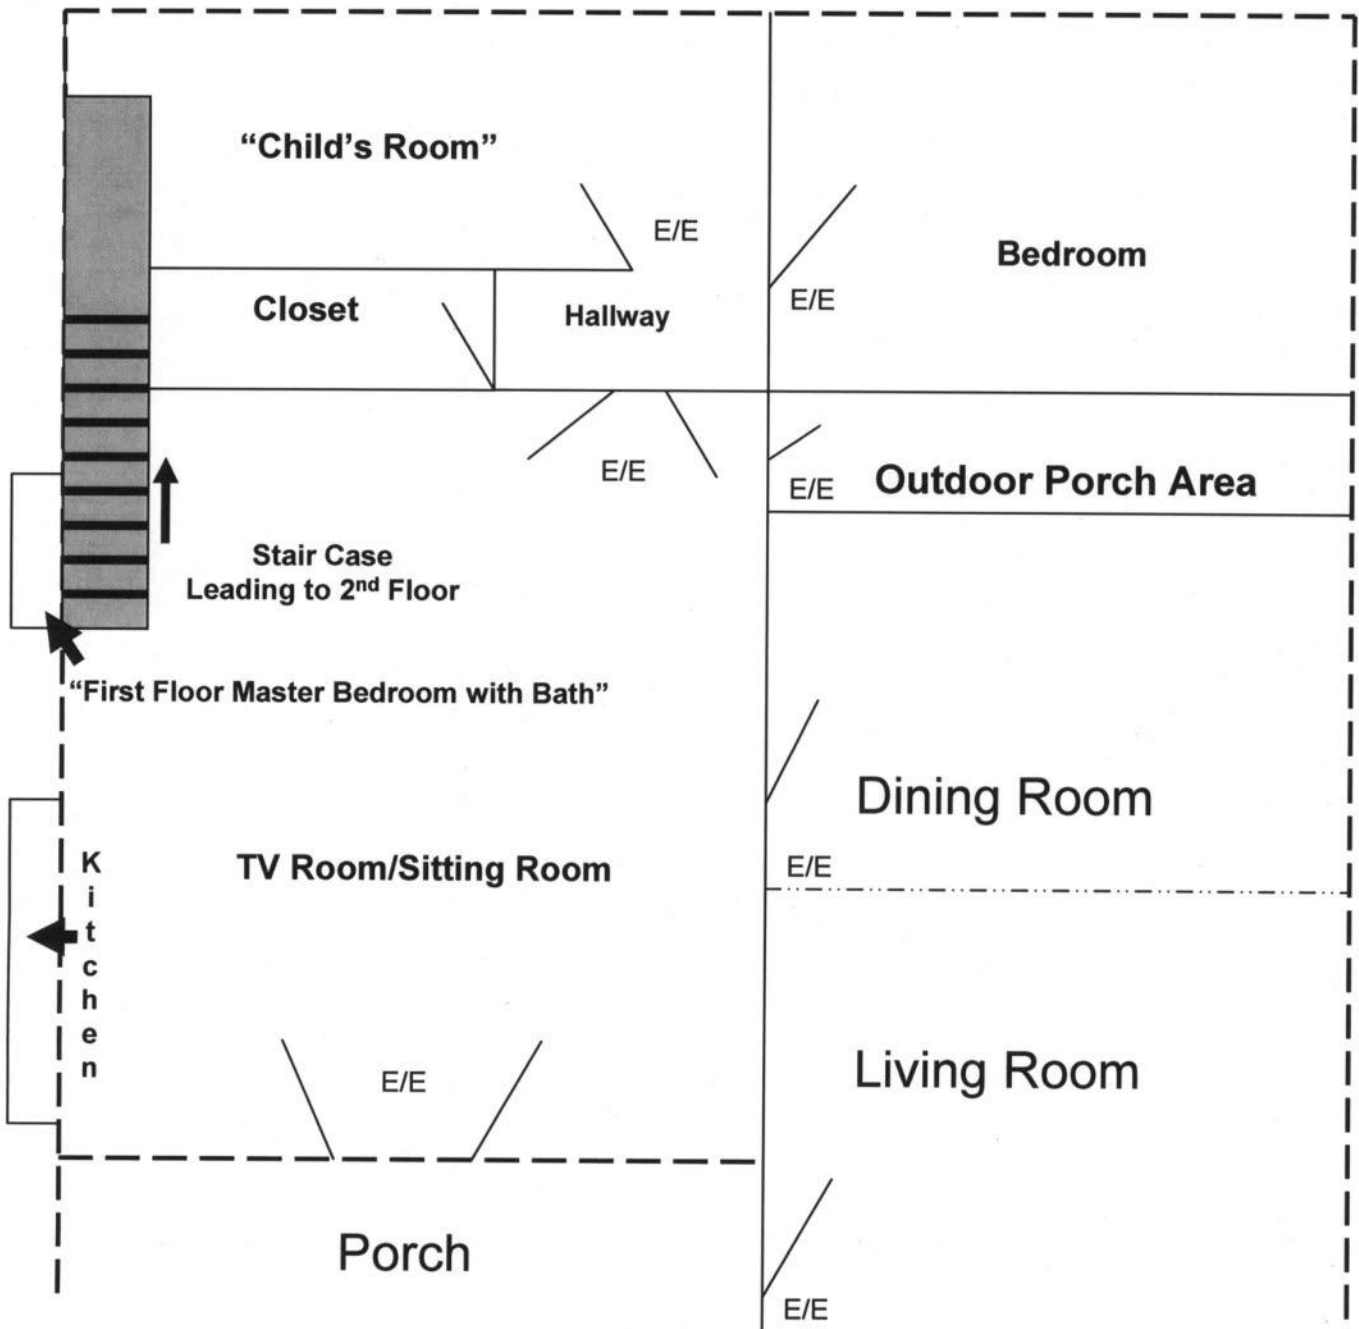 “Child’s Room”
E/E
Bedroom
E/E
Closet
Hallway
E/E
E/E
Outdoor Porch Area
Stair Case
Leading to 2nd Floor
“First Floor Master Bedroom with Bath”
Dining Room
E/E
TV Room/Sitting Room
Kitchen
E/E
Living Room
Porch
E/E